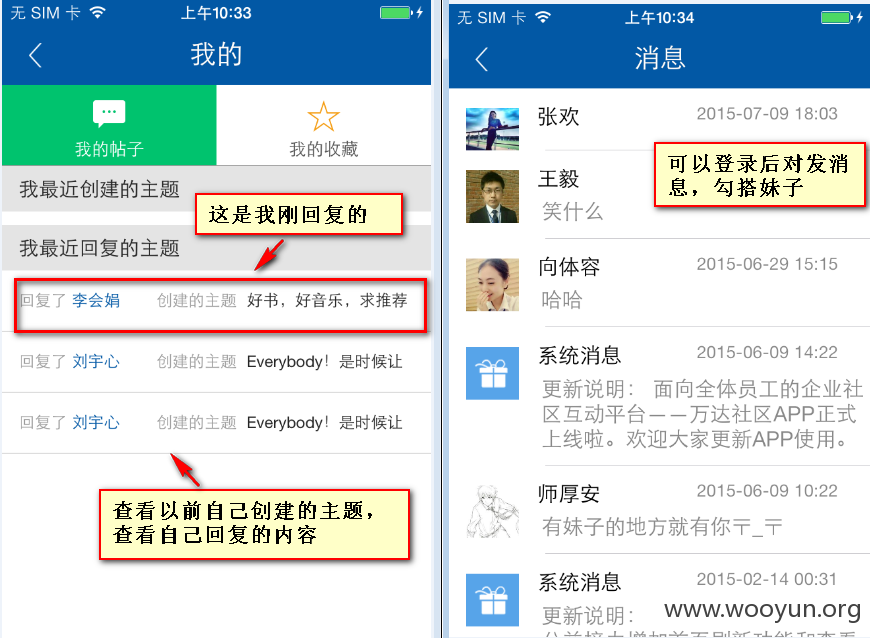 无 SIM 卡 上午10:33
我的
我的帖子 我的收藏
我最近创建的主题
这是我刚回复的
我最近回复的主题
回复了 李会娟 创建的主题 好书，好音乐，求推荐
回复了 刘宇心 创建的主题 Everybody！是时候让
回复了 刘宇心 创建的主题 Everybody！是时候让
查看以前自己创建的主题，
查看自己回复的内容
无 SIM 卡 上午10:34
消息
张欢 2015-07-09 18:03
可以登录后对发消
息，勾搭妹子
王毅
笑什么
向体容 2015-06-29 15:15
哈哈
系统消息 2015-06-09 14:22
更新说明： 面向全体员工的企业社
区互动平台——万达社区APP正式
上线啦。欢迎大家更新APP使用。
师厚安 2015-06-09 10:22
有妹子的地方就有你〒_〒
系统消息 2015-02-14 00:31
更新说明：
www.wooyun.org